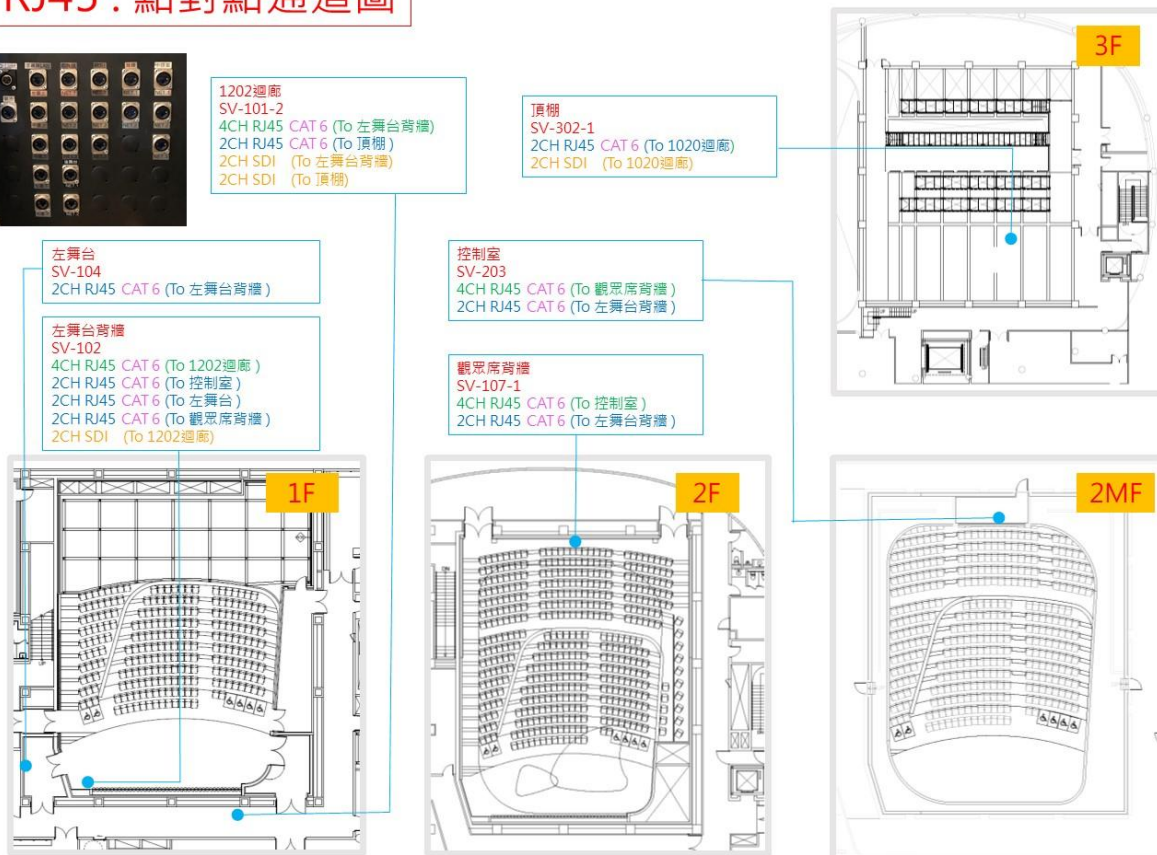 RJ45 : 點對點通道圖
3F
1202迴廊
SV-101-2
4CH RJ45 CAT 6 (To 左舞台背牆)
2CH RJ45 CAT 6 (To 頂棚 )
2CH SDI (To 左舞台背牆)
2CH SDI (To 頂棚)
頂棚
SV-302-1
2CH RJ45 CAT 6 (To 1020迴廊)
2CH SDI (To 1020迴廊)
左舞台
SV-104
2CH RJ45 CAT 6 (To 左舞台背牆 )
控制室
SV-203
4CH RJ45 CAT 6 (To 觀眾席背牆 )
2CH RJ45 CAT 6 (To 左舞台背牆 )
左舞台背牆
SV-102
4CH RJ45 CAT 6 (To 1202迴廊 )
2CH RJ45 CAT 6 (To 控制室 )
2CH RJ45 CAT 6 (To 左舞台 )
2CH RJ45 CAT 6 (To 觀眾席背牆 )
2CH SDI (To 1202迴廊)
觀眾席背牆
SV-107-1
4CH RJ45 CAT 6 (To 控制室 )
2CH RJ45 CAT 6 (To 左舞台背牆 )
1F
2F
2MF